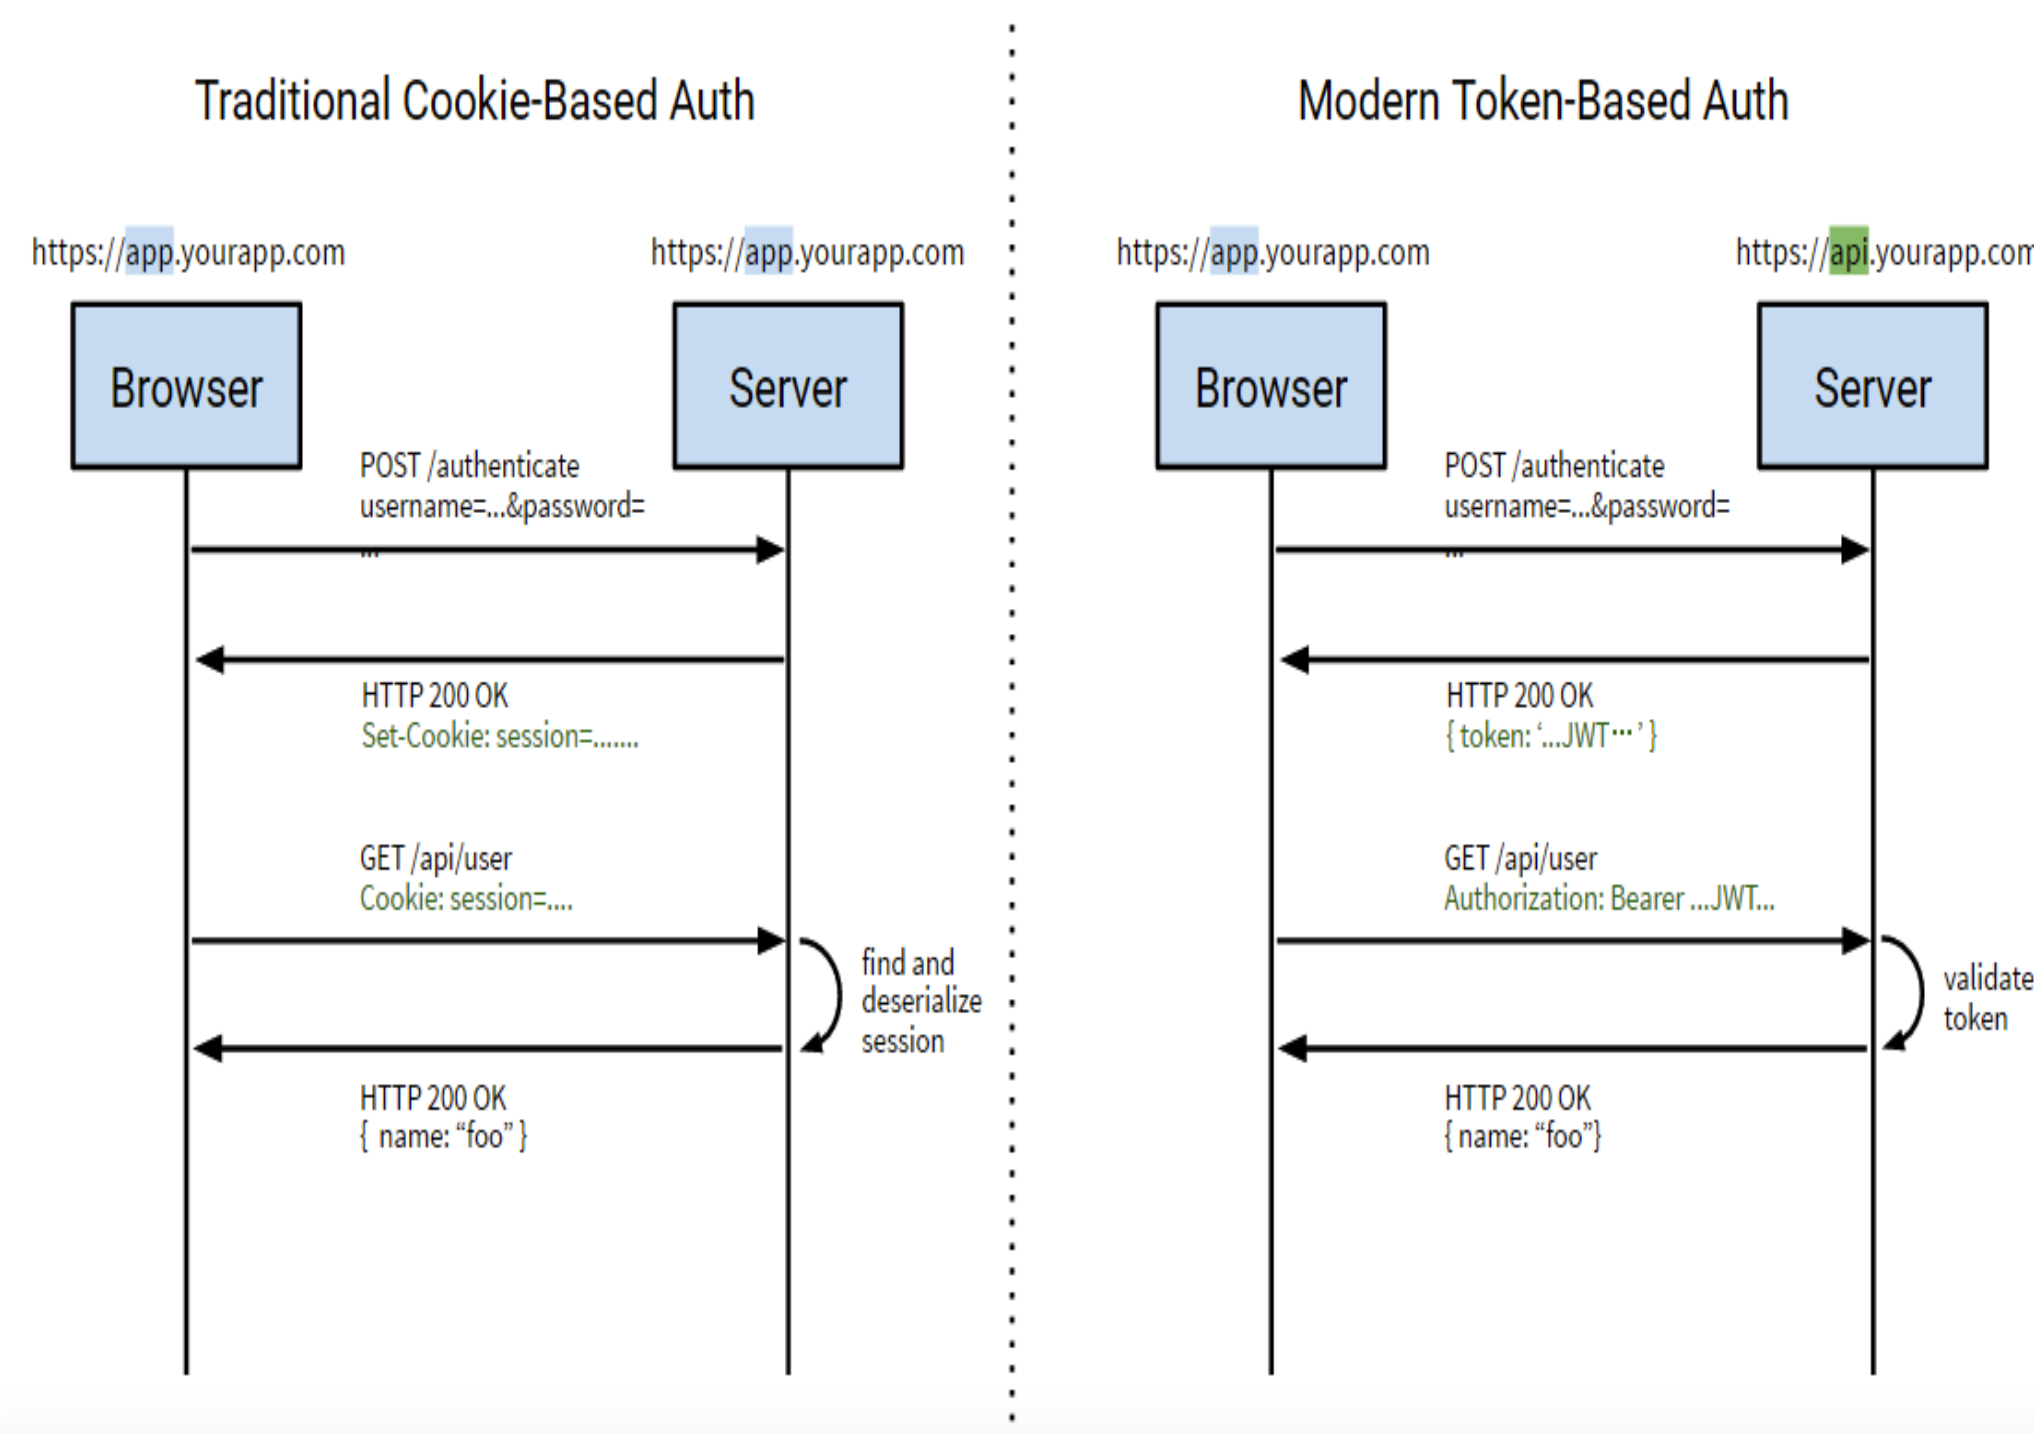 Traditional Cookie-Based Auth
https://app.yourapp.com
https://app.yourapp.com
Browser
Server
POST /authenticate
username=...&password=
...
HTTP 200 OK
Set-Cookie: session=.......
GET /api/user
Cookie: session=....
find and
deserialize
session
HTTP 200 OK
{ name: “foo” }
Modern Token-Based Auth
https://app.yourapp.com
https://api.yourapp.com
Browser
Server
POST /authenticate
username=...&password=
...
HTTP 200 OK
{ token: ‘...JWT··· ’ }
GET /api/user
Authorization: Bearer ...JWT...
validate
token
HTTP 200 OK
{ name: “foo”}